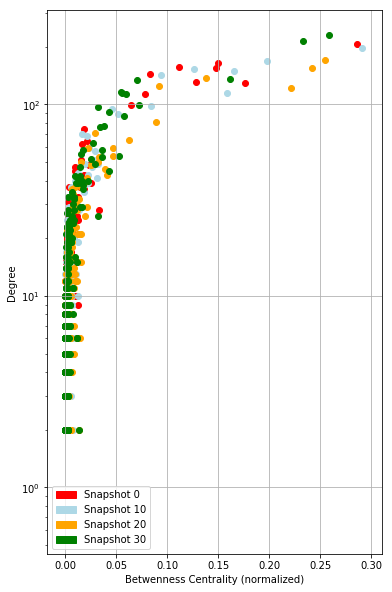 Degree
10²
10¹
10⁰
Snapshot 0
Snapshot 10
Snapshot 20
Snapshot 30
0.00 0.05 0.10 0.15 0.20 0.25 0.30
Betwenness Centrality (normalized)